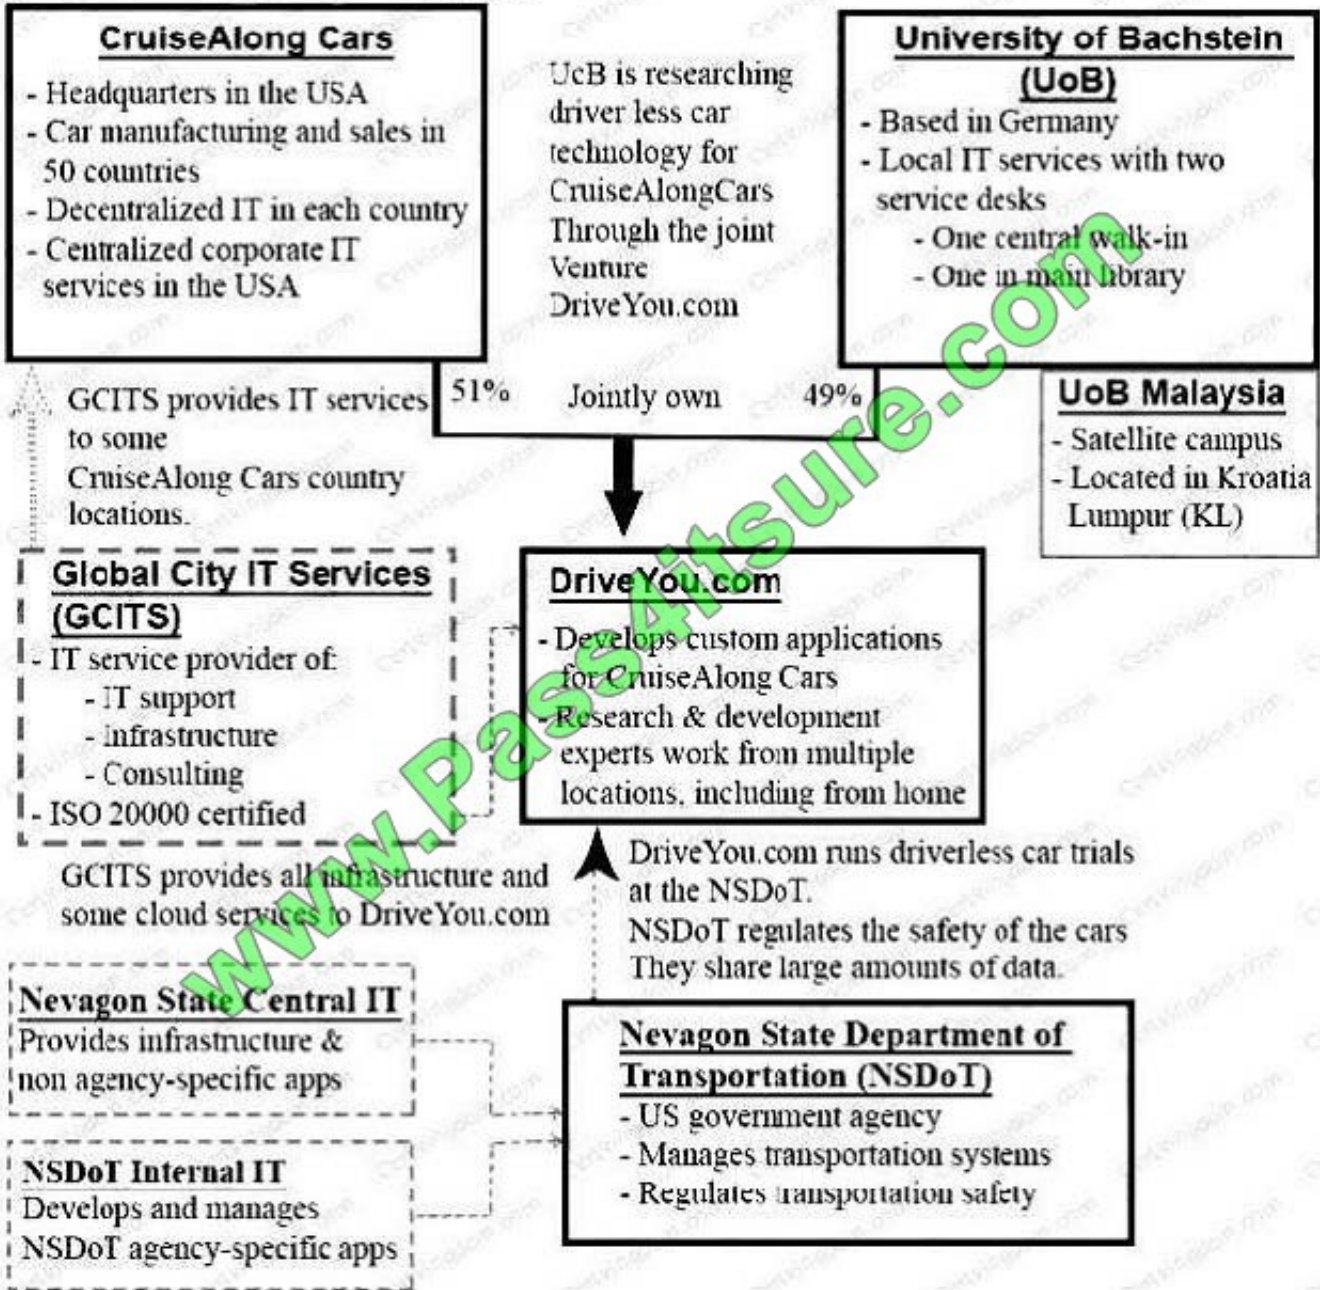 CruiseAlong Cars
- Headquarters in the USA
- Car manufacturing and sales in
50 countries
- Decentralized IT in each country
- Centralized corporate IT
services in the USA
UcB is researching
driver less car
technology for
CruiseAlongCars
Through the joint
Venture
DriveYou.com
University of Bachstein
(UoB)
- Based in Germany
- Local IT services with two
service desks
- One central walk-in
- One in main library
51% Jointly own 49%
UoB Malaysia
- Satellite campus
- Located in Kroatia
Lumpur (KL)
GCITS provides IT services
to some
CruiseAlong Cars country
locations.
Global City IT Services
(GCITS)
- IT service provider of:
- IT support
- Infrastructure
- Consulting
- ISO 20000 certified
DriveYou.com
- Develops custom applications
for CruiseAlong Cars
- Research & development
experts work from multiple
locations, including from home
GCITS provides all infrastructure and
some cloud services to DriveYou.com
DriveYou.com runs driverless car trials
at the NSDoT.
NSDoT regulates the safety of the cars
They share large amounts of data.
Nevagon State Central IT
Provides infrastructure &
non agency-specific apps
NSDoT Internal IT
Develops and manages
NSDoT agency-specific apps
Nevagon State Department of
Transportation (NSDoT)
- US government agency
- Manages transportation systems
- Regulates transportation safety
www.Pass4itsure.com